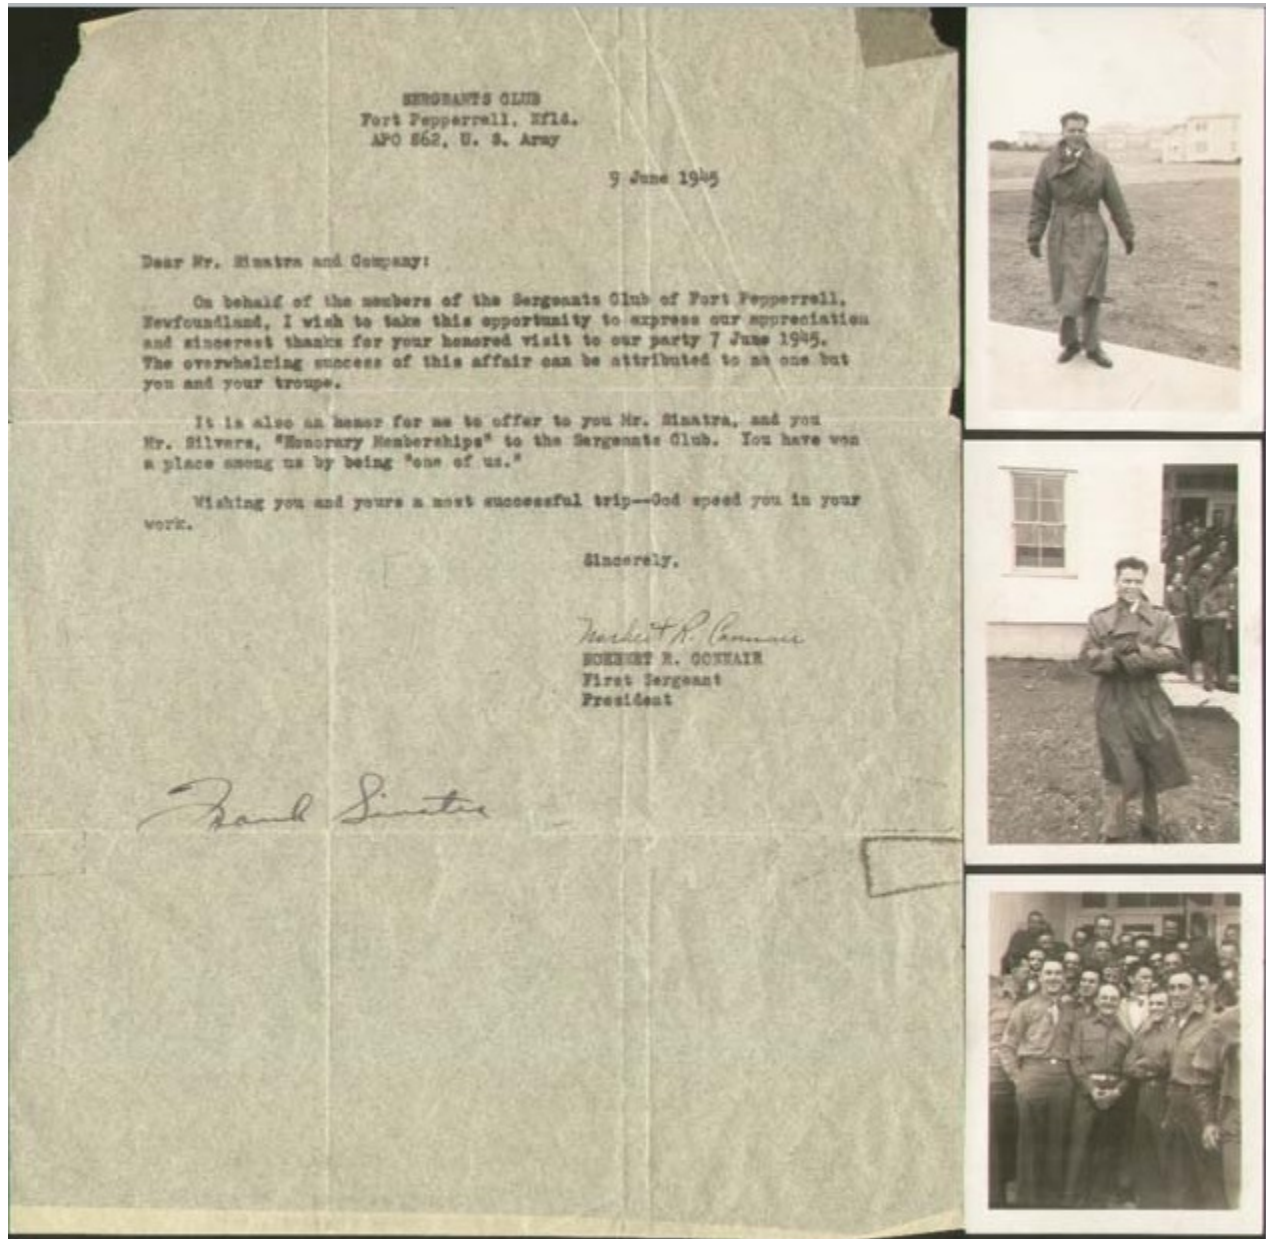 SERGEANTS CLUB
Fort Pepperrell, Nfld.
APO 862, U. S. Army
9 June 1945
Dear Mr. Sinatra and Company:
On behalf of the members of the Sergeants Club of Fort Pepperrell,
Newfoundland, I wish to take this opportunity to express our appreciation
and sincerest thanks for your honored visit to our party 7 June 1945.
The overwhelming success of this affair can be attributed to no one but
you and your troupe.
It is also an honor for me to offer to you Mr. Sinatra, and you
Mr. Silvers, "Honorary Memberships" to the Sergeants Club. You have won
a place among us by being "one of us."
Wishing you and yours a most successful trip--God speed you in your
work.
Sincerely,
Norbert R. Connair
NORBERT R. CONNAIR
First Sergeant
President
Frank Sinatra